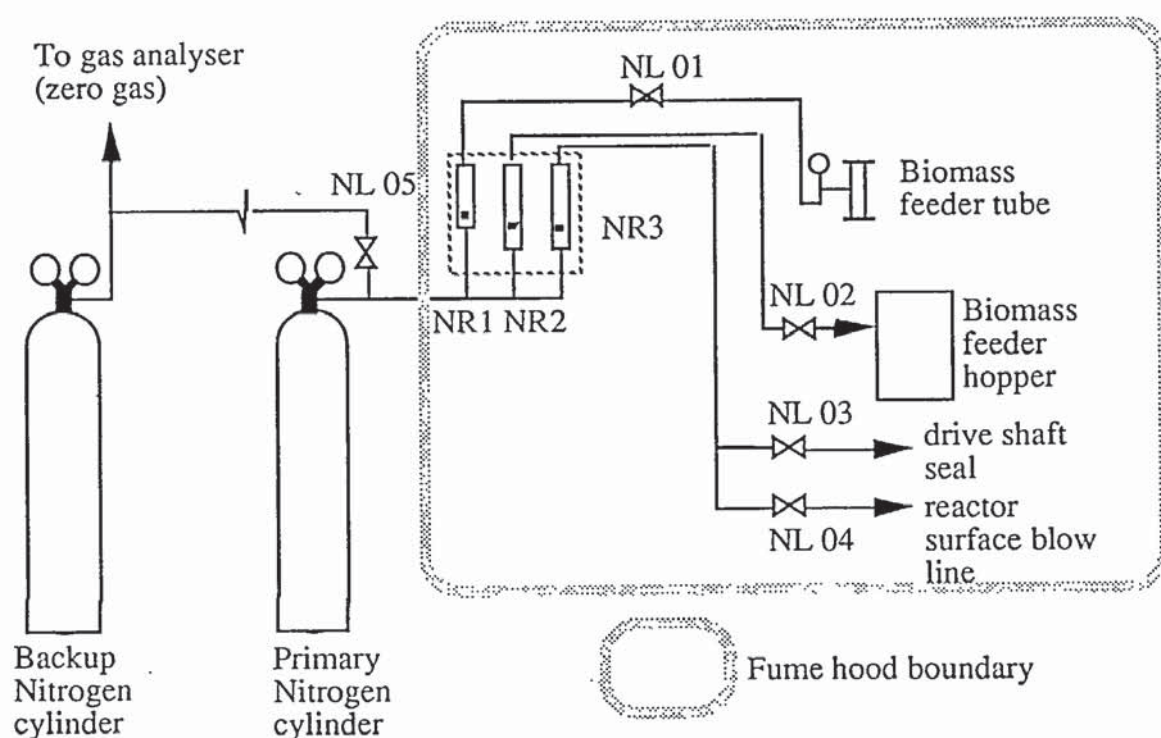 To gas analyser
(zero gas)
NL 01
NL 05
Biomass
feeder tube
NR3
NR1 NR2
NL 02
Biomass
feeder
hopper
NL 03
drive shaft
seal
reactor
surface blow
line
NL 04
Backup
Nitrogen
cylinder
Primary
Nitrogen
cylinder
Fume hood boundary